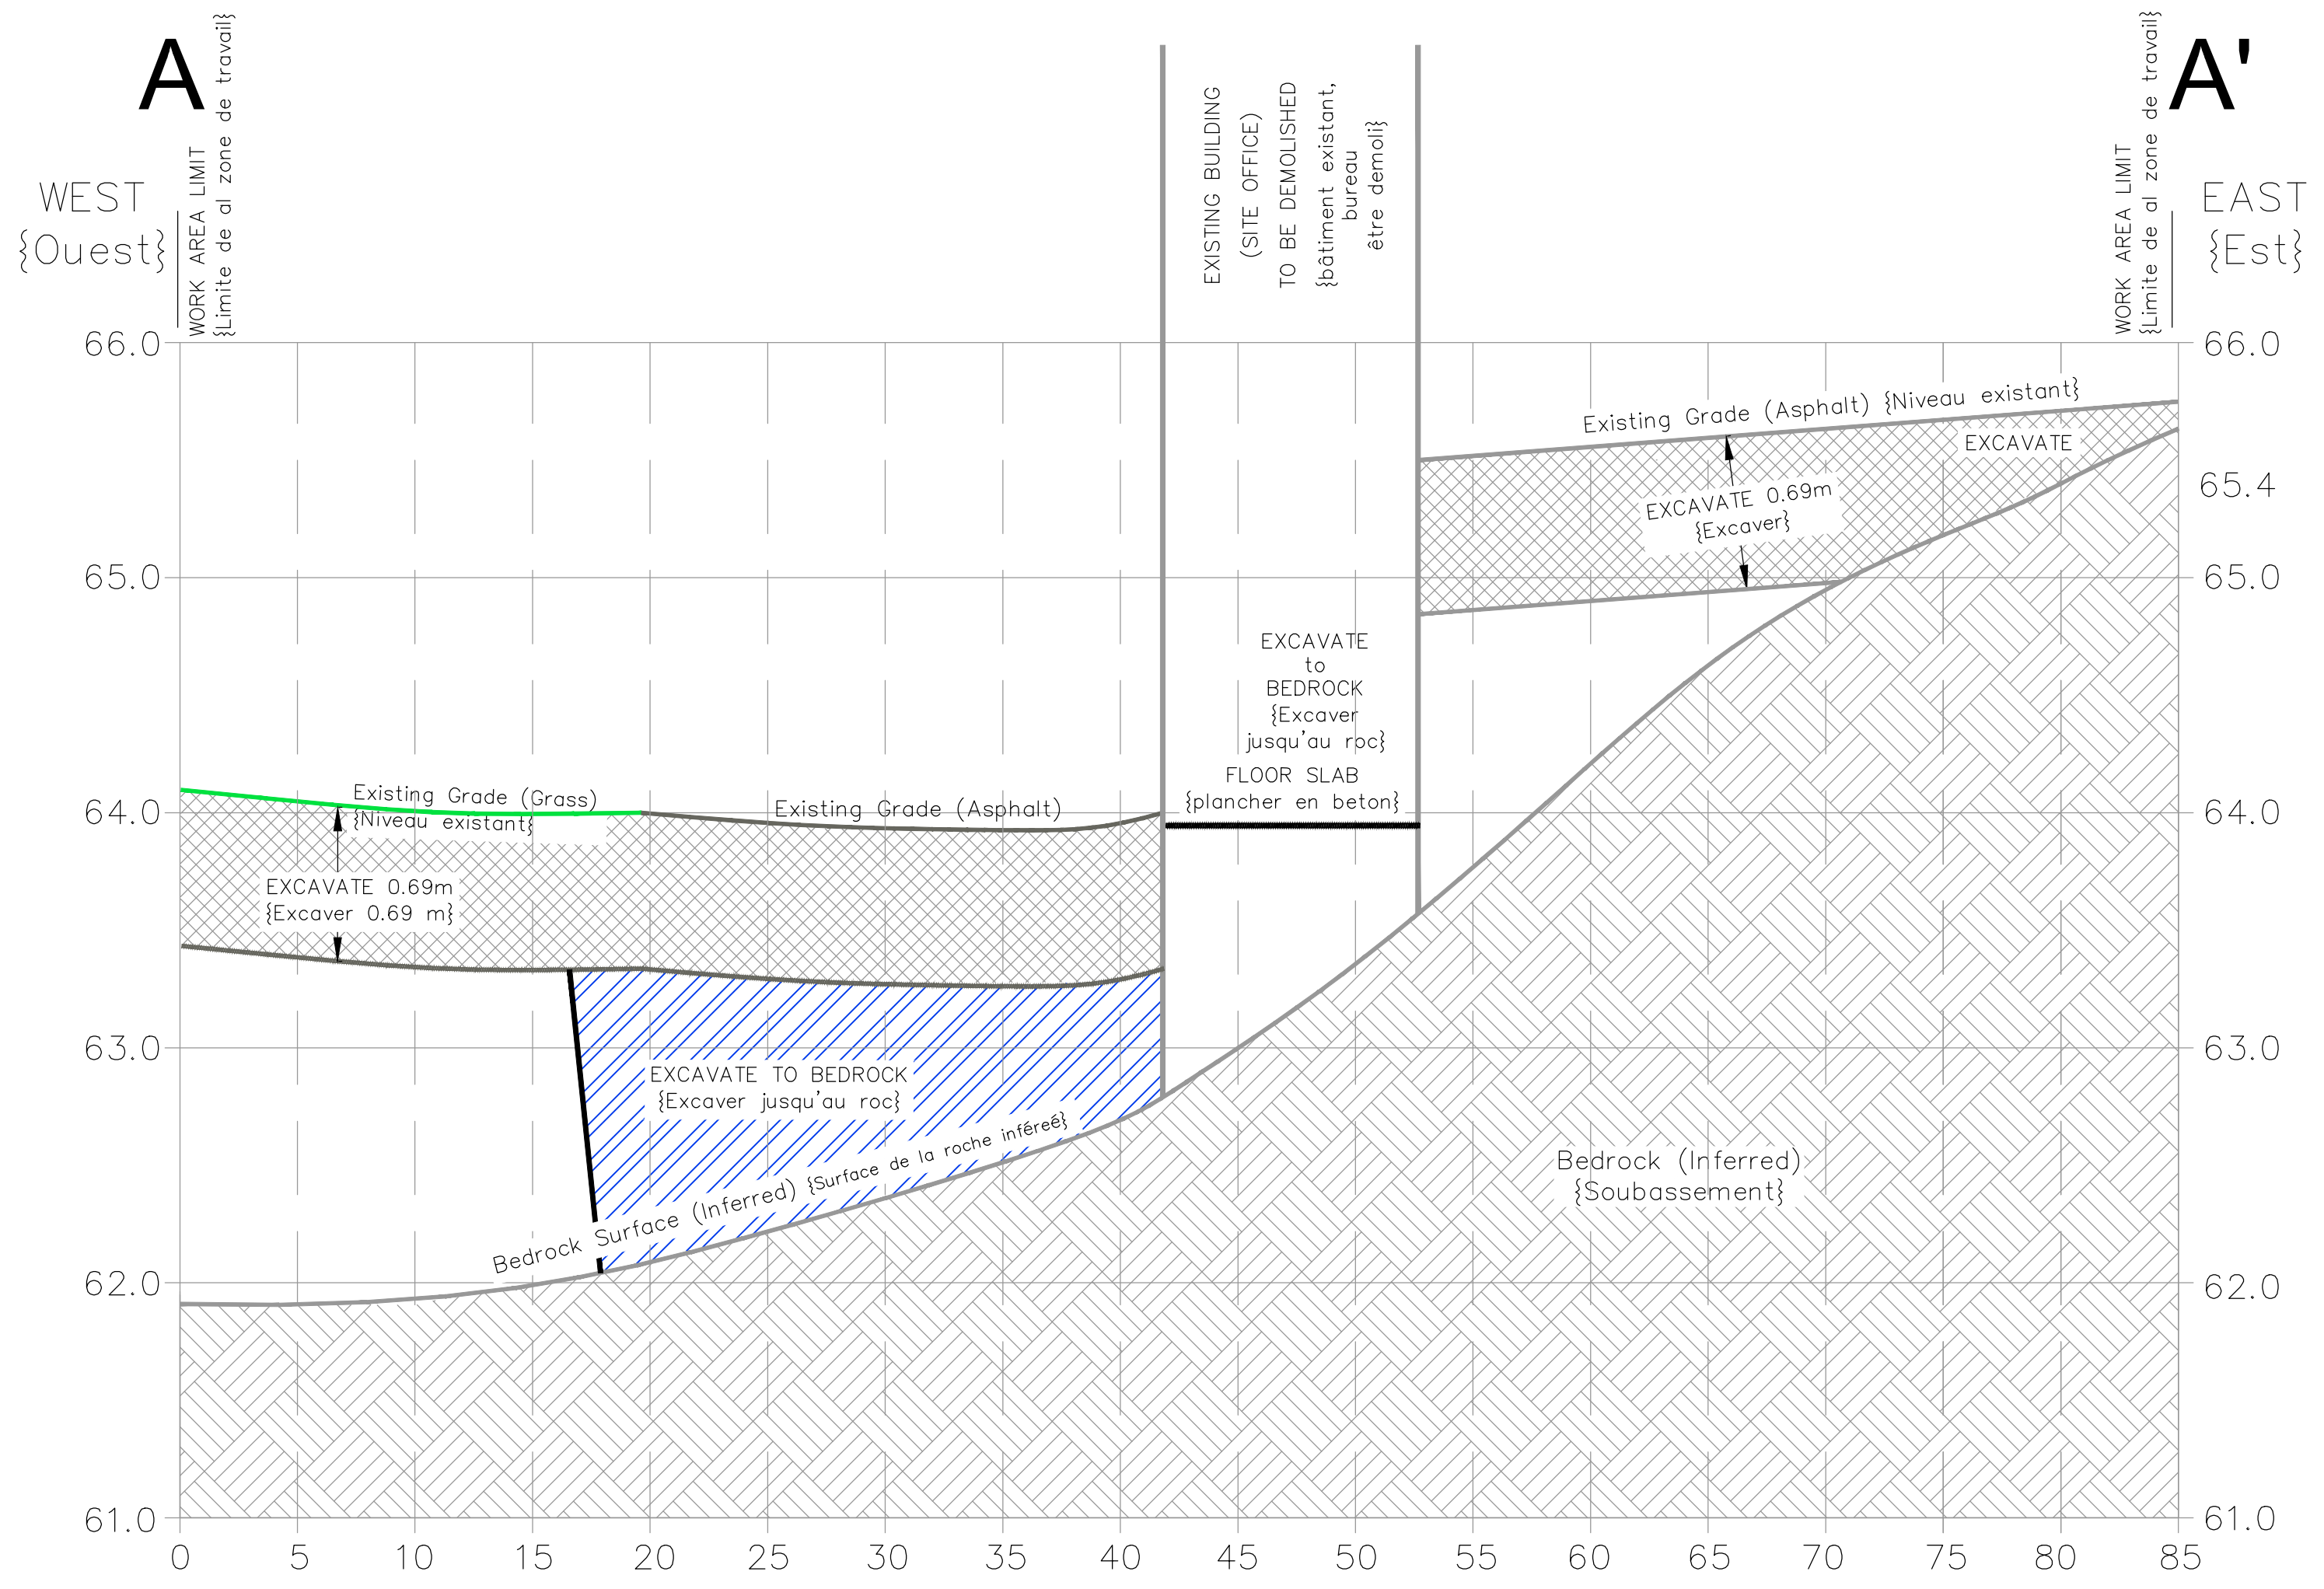 A
A'
WEST
{Ouest}
WORK AREA LIMIT
{Limite de al zone de travail}
EXISTING BUILDING
(SITE OFFICE)
TO BE DEMOLISHED
{bâtiment existant,
bureau
être demoli}
WORK AREA LIMIT
{Limite de al zone de travail}
EAST
{Est}
66.0
66.0
Existing Grade (Asphalt) {Niveau existant}
EXCAVATE
65.4
EXCAVATE 0.69m
{Excaver}
65.0
65.0
EXCAVATE
to
BEDROCK
{Excaver
jusqu'au roc}
FLOOR SLAB
{plancher en beton}
Existing Grade (Grass)
{Niveau existant}
Existing Grade (Asphalt)
64.0
64.0
EXCAVATE 0.69m
{Excaver 0.69 m}
63.0
63.0
EXCAVATE TO BEDROCK
{Excaver jusqu'au roc}
Bedrock Surface (Inferred) {Surface de la roche inféreé}
Bedrock (Inferred)
{Soubassement}
62.0
62.0
61.0
61.0
0 5 10 15 20 25 30 35 40 45 50 55 60 65 70 75 80 85